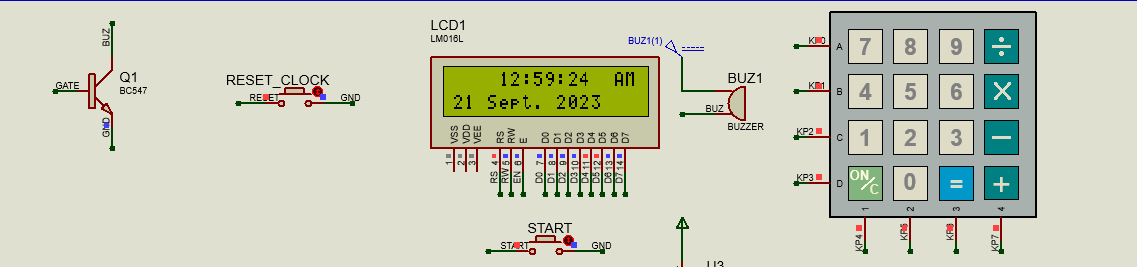 BUZ
GATE
Q1
BC547
GND
RESET_CLOCK
RESET
GND
LCD1
LM016L
12:59:24 AM
21 Sept. 2023
VSS
VDD
VEE
RS
RW
E
D0
D1
D2
D3
D4
D5
D6
D7
1
2
3
4
5
6
7
8
9
10
11
12
13
14
RS
RW
EN
D0
D1
D2
D3
D4
D5
D6
D7
START
START
GND
BUZ1(1)
BUZ1
BUZ
BUZZER
KP2
KP3
A
B
C
D
7 8 9 ÷
4 5 6 ×
1 2 3 −
ON/C 0 = +
1 2 3 4
KP4
KP7
U3